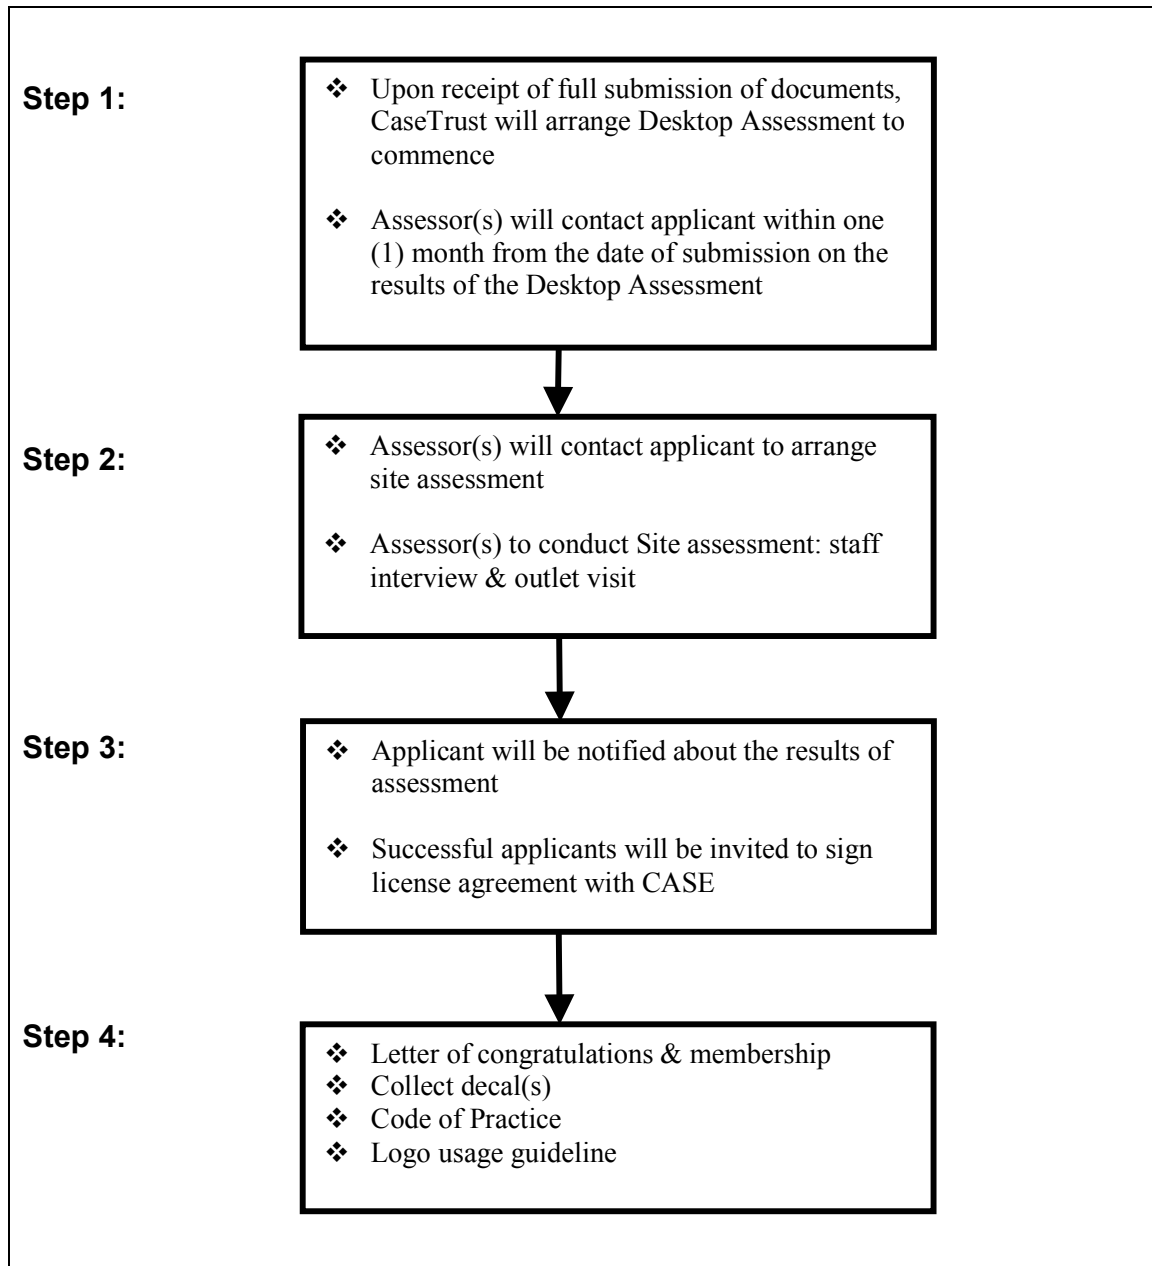 Step 1:
❖ Upon receipt of full submission of documents,
CaseTrust will arrange Desktop Assessment to
commence
❖ Assessor(s) will contact applicant within one
(1) month from the date of submission on the
results of the Desktop Assessment
Step 2:
❖ Assessor(s) will contact applicant to arrange
site assessment
❖ Assessor(s) to conduct Site assessment: staff
interview & outlet visit
Step 3:
❖ Applicant will be notified about the results of
assessment
❖ Successful applicants will be invited to sign
license agreement with CASE
Step 4:
❖ Letter of congratulations & membership
❖ Collect decal(s)
❖ Code of Practice
❖ Logo usage guideline